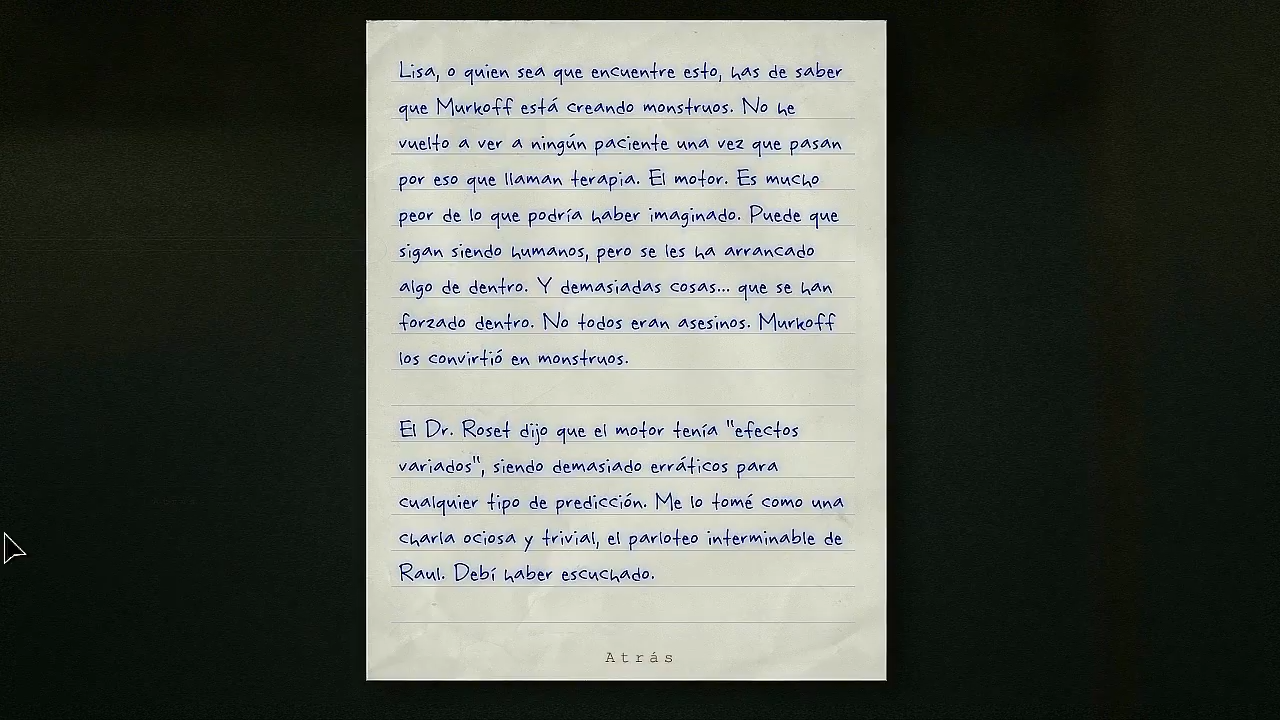 Lisa, o quien sea que encuentre esto, has de saber
que Murkoff está creando monstruos. No he
vuelto a ver a ningún paciente una vez que pasan
por eso que llaman terapia. El motor. Es mucho
peor de lo que podría haber imaginado. Puede que
sigan siendo humanos, pero se les ha arrancado
algo de dentro. Y demasiadas cosas... que se han
forzado dentro. No todos eran asesinos. Murkoff
los convirtió en monstruos.
El Dr. Roset dijo que el motor tenía "efectos
variados", siendo demasiado erráticos para
cualquier tipo de predicción. Me lo tomé como una
charla ociosa y trivial, el parloteo interminable de
Raul. Debí haber escuchado.
Atrás